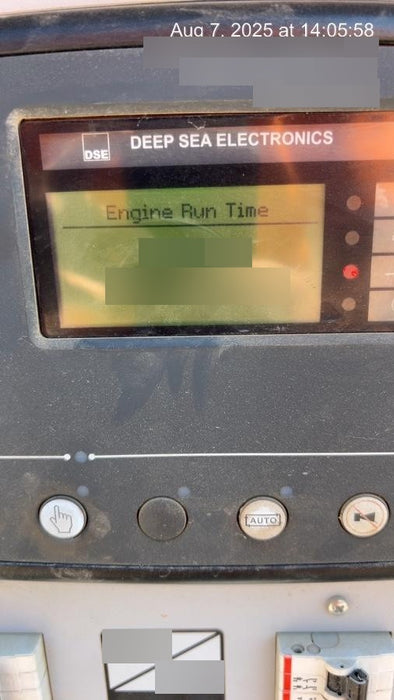 Aug 7, 2025 at 14:05:58
DSE
DEEP SEA ELECTRONICS
Engine Run Time
AUTO